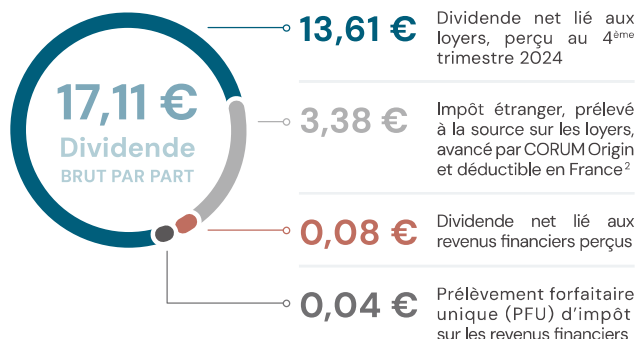 17,11 €
Dividende
BRUT PAR PART
13,61 €
Dividende net lié aux
loyers, perçu au 4ème
trimestre 2024
3,38 €
Impôt étranger, prélevé
à la source sur les loyers,
avancé par CORUM Origin
et déductible en France2
0,08 €
Dividende net lié aux
revenus financiers perçus
0,04 €
Prélèvement forfaitaire
unique (PFU) d'impôt
sur les revenus financiers